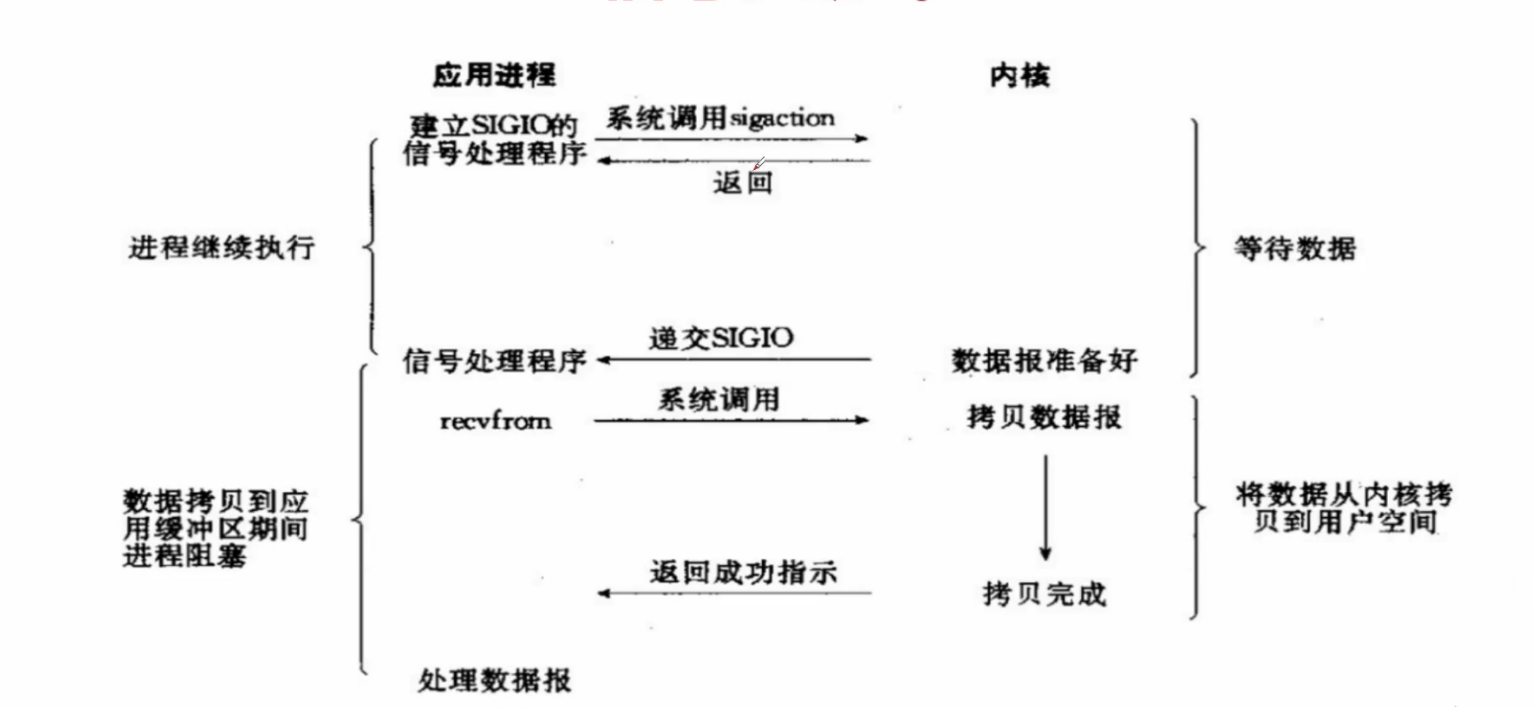 应用进程
内核
建立SIGIO的
信号处理程序
系统调用sigaction
返回
进程继续执行
等待数据
递交SIGIO
信号处理程序
数据报准备好
系统调用
recvfrom
拷贝数据报
数据拷贝到应
用缓冲区期间
进程阻塞
将数据从内核拷
贝到用户空间
返回成功指示
拷贝完成
处理数据报